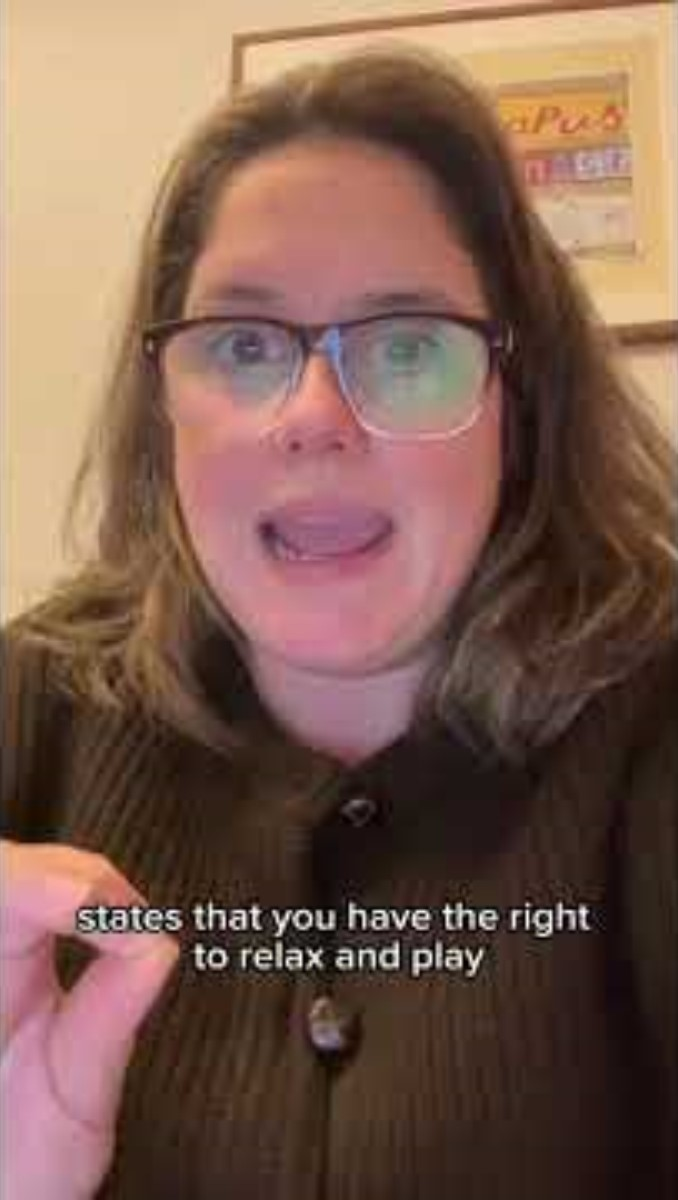 states that you have the right
to relax and play